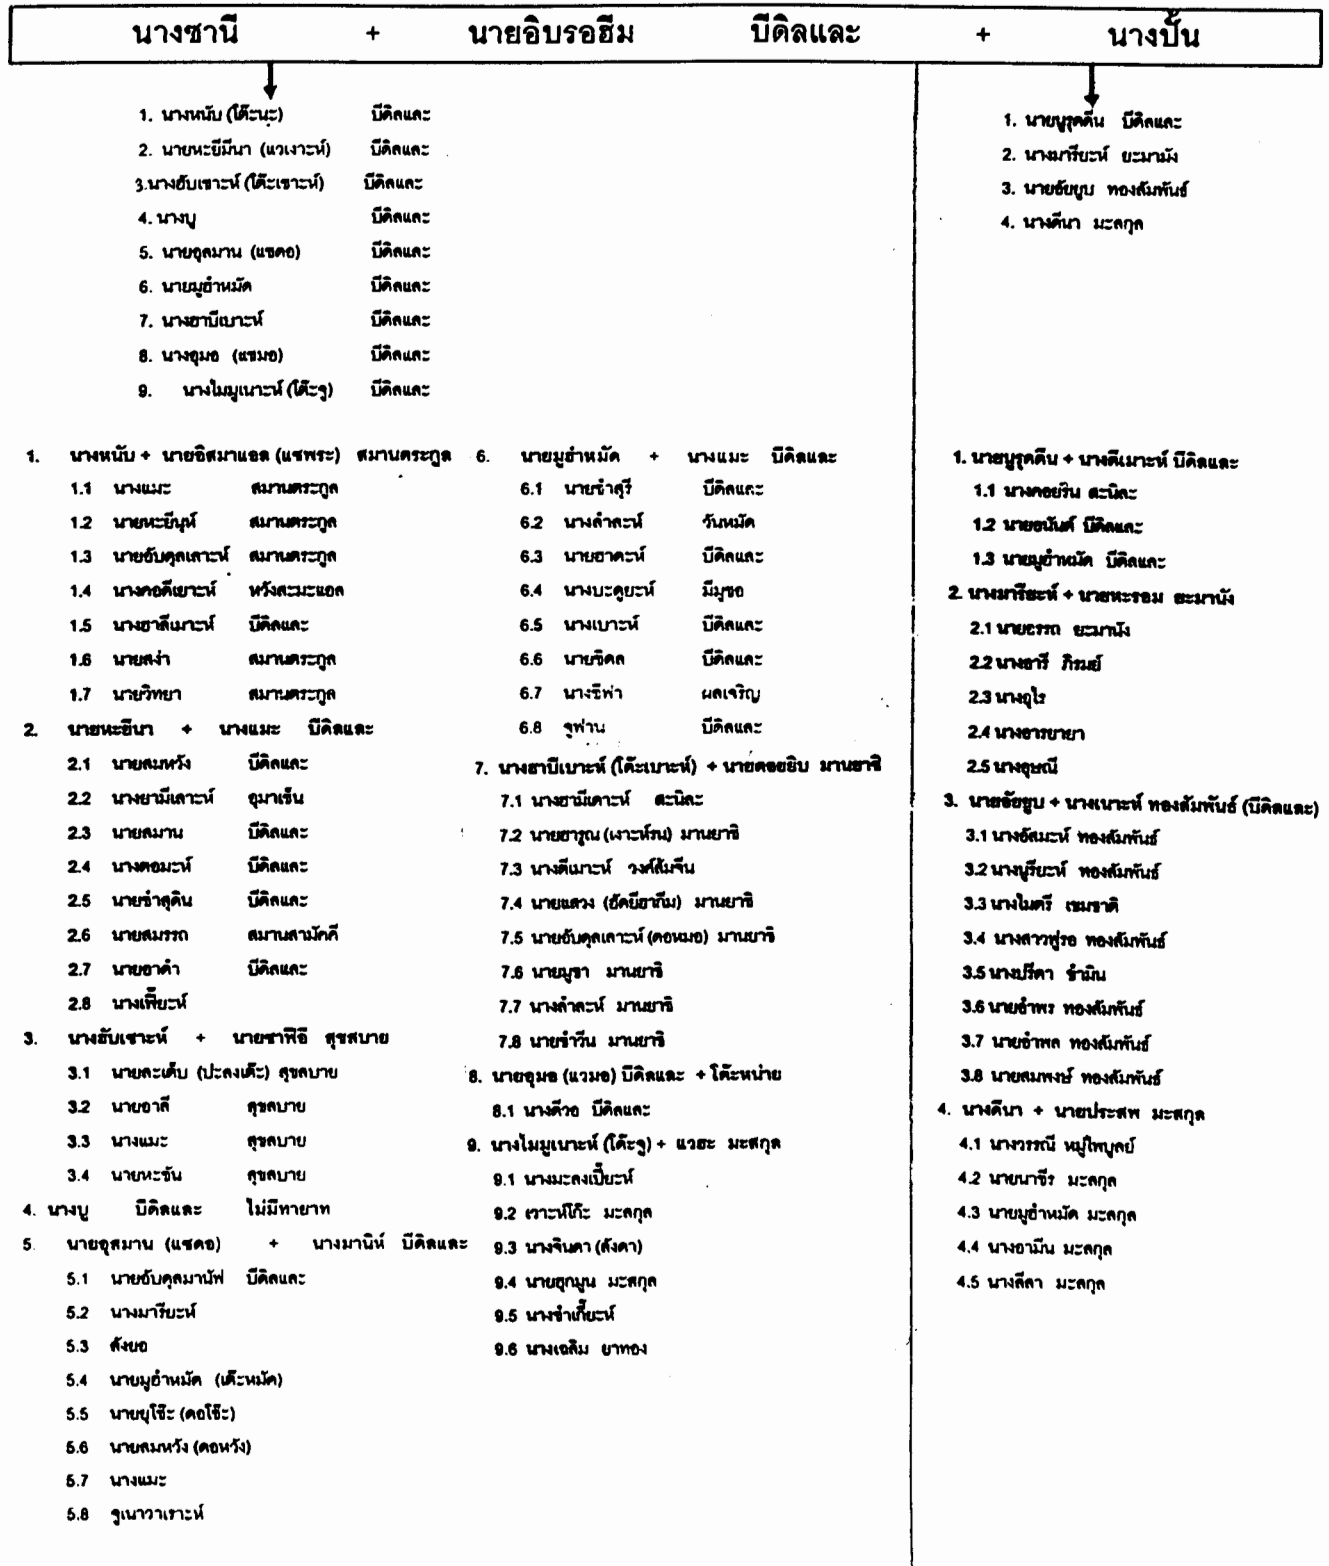 นางซานี + นายอิบรอฮีม บีดิลและ + นางปั้น
1. นางหนับ (โต๊ะนะ) บีดิลและ
2. นายหะยีมีนา (แวเงาะห์) บีดิลและ
3.นางฮับเซาะห์ (โต๊ะเซาะห์) บีดิลและ
4. นางบู บีดิลและ
5. นายอุสมาน (แชคอ) บีดิลและ
6. นายมูฮำหมัด บีดิลและ
7. นางฮาบีเบาะห์ บีดิลและ
8. นางอุมอ (แชมอ) บีดิลและ
9. นางไมมูเนาะห์ (โต๊ะจู) บีดิลและ
1. นายนูรุดดีน บีดิลและ
2. นางมารียะห์ ยะมานัง
3. นายอัยยูบ ทองสัมพันธ์
4. นางดีนา มะสกุล
1. นางหนับ + นายอิสมาแอล (แชพระ) สมานตระกูล
1.1 นางแมะ สมานตระกูล
1.2 นายหะยีนุห์ สมานตระกูล
1.3 นายอับดุลเลาะห์ สมานตระกูล
1.4 นางคอดีเยาะห์ หวังสะมะแอล
1.5 นางฮาลีเมาะห์ บีดิลและ
1.6 นายสง่า สมานตระกูล
1.7 นายวิทยา สมานตระกูล
2. นายหะยีนา + นางแมะ บีดิลและ
2.1 นายสมหวัง บีดิลและ
2.2 นางยามีเลาะห์ อุมาเซ็น
2.3 นายสมาน บีดิลและ
2.4 นางตอมะห์ บีดิลและ
2.5 นายซำสุดิน บีดิลและ
2.6 นายสมรรถ สมานสามัคคี
2.7 นายอาดำ บีดิลและ
2.8 นางเพี๊ยะห์
3. นางฮับเซาะห์ + นายซาฟีอี สุขสบาย
3.1 นายละเต็บ (ปะลงเต๊ะ) สุขสบาย
3.2 นายอาลี สุขสบาย
3.3 นางแมะ สุขสบาย
3.4 นายหะซัน สุขสบาย
4. นางบู บีดิลและ ไม่มีทายาท
5. นายอุสมาน (แชคอ) + นางมานิห์ บีดิลและ
5.1 นายอับดุลมานัฟ บีดิลและ
5.2 นางมารียะห์
5.3 ตังยอ
5.4 นายมูฮำหมัด (เต๊ะหมัด)
5.5 นายยูโซ๊ะ (คอโซ๊ะ)
5.6 นายสมหวัง (คอหวัง)
5.7 นางแมะ
5.8 จูเนาวาเราะห์
6. นายมูฮำหมัด + นางแมะ บีดิลและ
6.1 นายซำสุรี บีดิลและ
6.2 นางลำละห์ วันหมัด
6.3 นายฮาดะห์ บีดิลและ
6.4 นางบะดูยะห์ มีมูซอ
6.5 นางเบาะห์ บีดิลและ
6.6 นายซิดล บีดิลและ
6.7 นางธีฟา ผลเจริญ
6.8 จูฟาน บีดิลและ
7. นางฮาบีเบาะห์ (โต๊ะเบาะห์) + นายตอยยิบ มานยาซิ
7.1 นางฮามีเดาะห์ สะนิละ
7.2 นายฮารูณ (เงาะห์รน) มานยาซิ
7.3 นางตีเมาะห์ วงศ์ส้มจีน
7.4 นายแสวง (อัคยีฮากีม) มานยาซิ
7.5 นายอับดุลเลาะห์ (คอหมอ) มานยาซิ
7.6 นายมูซา มานยาซิ
7.7 นางลำละห์ มานยาซิ
7.8 นายซำวีน มานยาซิ
8. นายอุมอ (แวมอ) บีดิลและ + โต๊ะหน่าย
8.1 นางดีวอ บีดิลและ
9. นางไมมูเนาะห์ (โต๊ะจู) + แวฮะ มะสกุล
9.1 นางมะลงเปี๊ยะห์
9.2 เจาะห์โก๊ะ มะสกุล
9.3 นางจินดา (ลังดา)
9.4 นายฮุกมูน มะสกุล
9.5 นางซำเกี๊ยะห์
9.6 นางเฉลิม ยาทอง
1. นายนูรุดดีน + นางตีเมาะห์ บีดิลและ
1.1 นางคอยริน สะนิละ
1.2 นายอนันต์ บีดิลและ
1.3 นายมูฮำหมัด บีดิลและ
2. นางมารียะห์ + นายหะรอม ยะมานัง
2.1 นายอรรถ ยะมานัง
2.2 นางอารี ภิรมย์
2.3 นางอุไร
2.4 นางอารยายา
2.5 นางอุษณี
3. นายอัยยูบ + นางเนาะห์ ทองสัมพันธ์ (บีดิลและ)
3.1 นางอัสมะห์ ทองสัมพันธ์
3.2 นางนูรียะห์ ทองสัมพันธ์
3.3 นางไมตรี เขมชาติ
3.4 นางสาวฟูรอ ทองสัมพันธ์
3.5 นางปรีดา ซำมิน
3.6 นายอำพร ทองสัมพันธ์
3.7 นายอำพล ทองสัมพันธ์
3.8 นายสมพงษ์ ทองสัมพันธ์
4. นางดีนา + นายประสพ มะสกุล
4.1 นางวรรณี หมู่ไพบูลย์
4.2 นายนาซีร มะสกุล
4.3 นายมูฮำหมัด มะสกุล
4.4 นางอามีน มะสกุล
4.5 นางลีลา มะสกุล